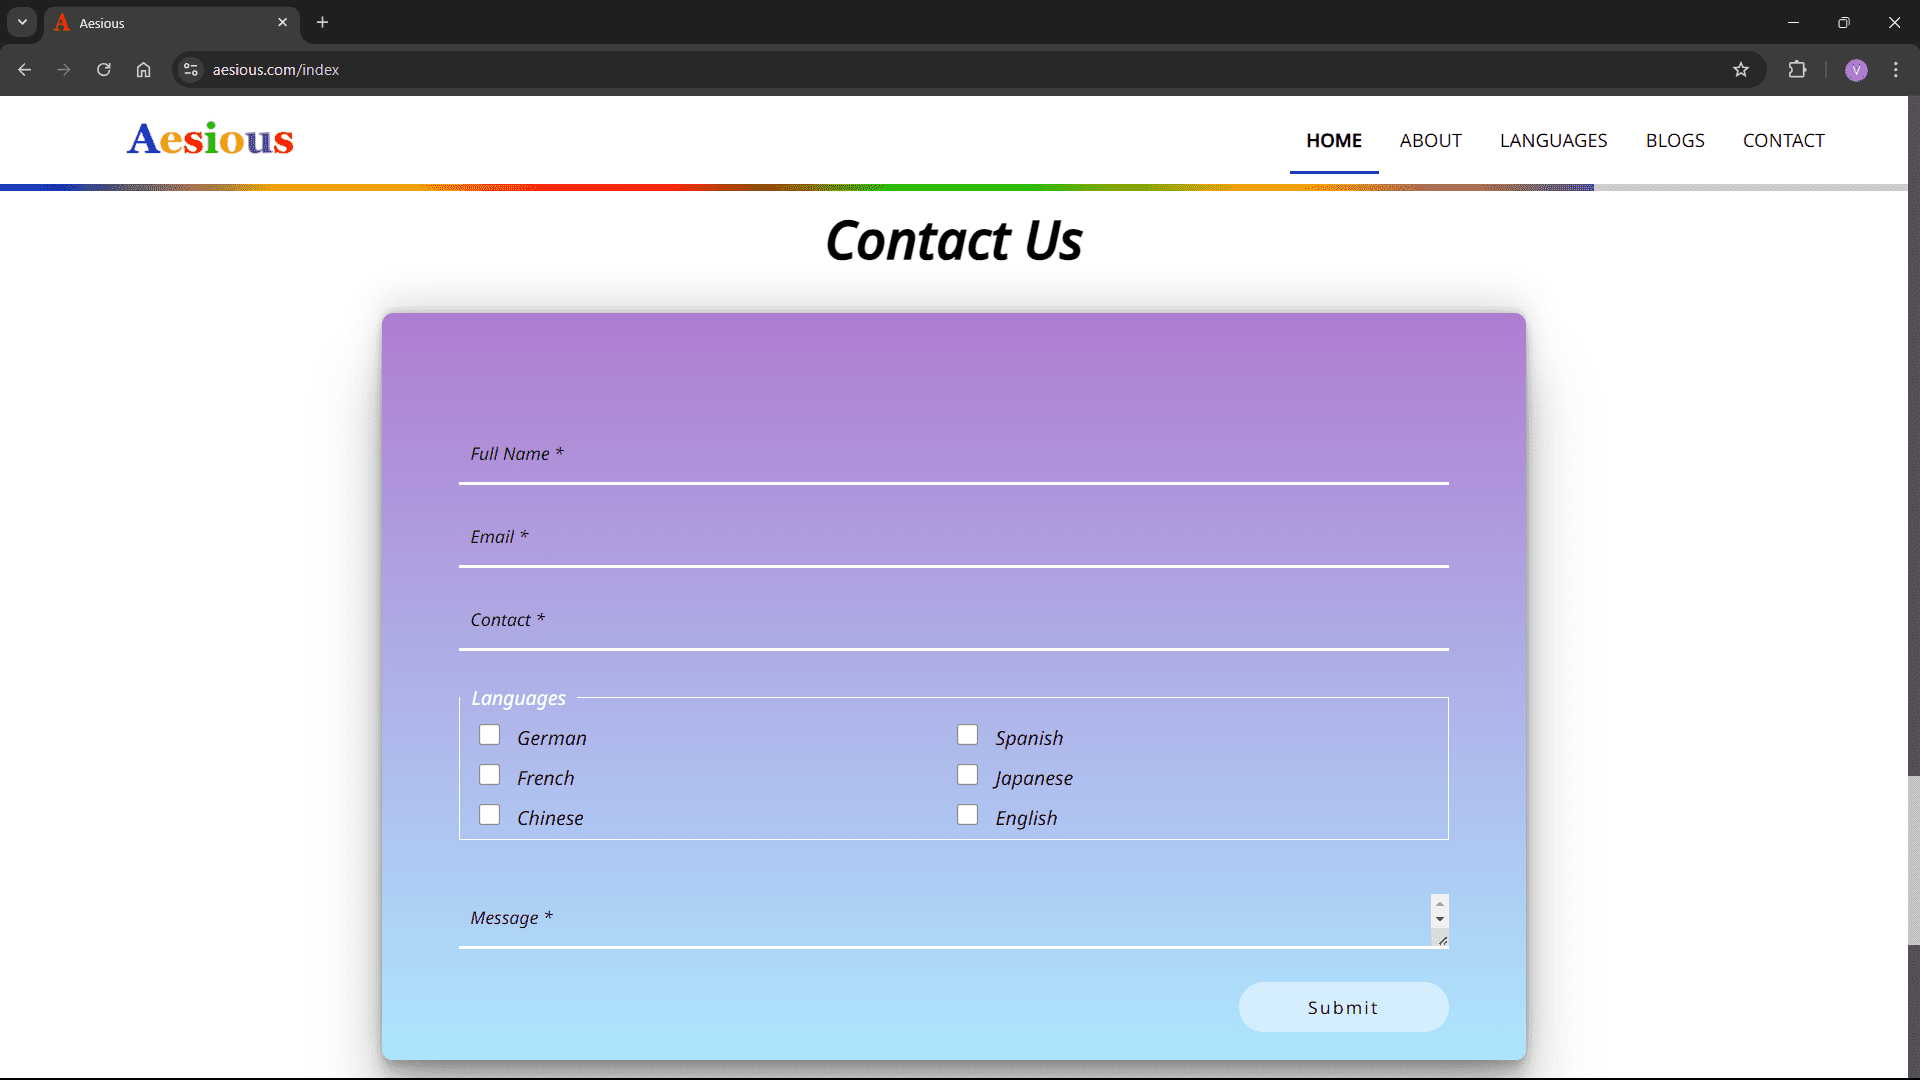 A Aesious
aesious.com/index
V
Aesious
HOME ABOUT LANGUAGES BLOGS CONTACT
Contact Us
Full Name *
Email *
Contact *
Languages
German Spanish
French Japanese
Chinese English
Message *
Submit